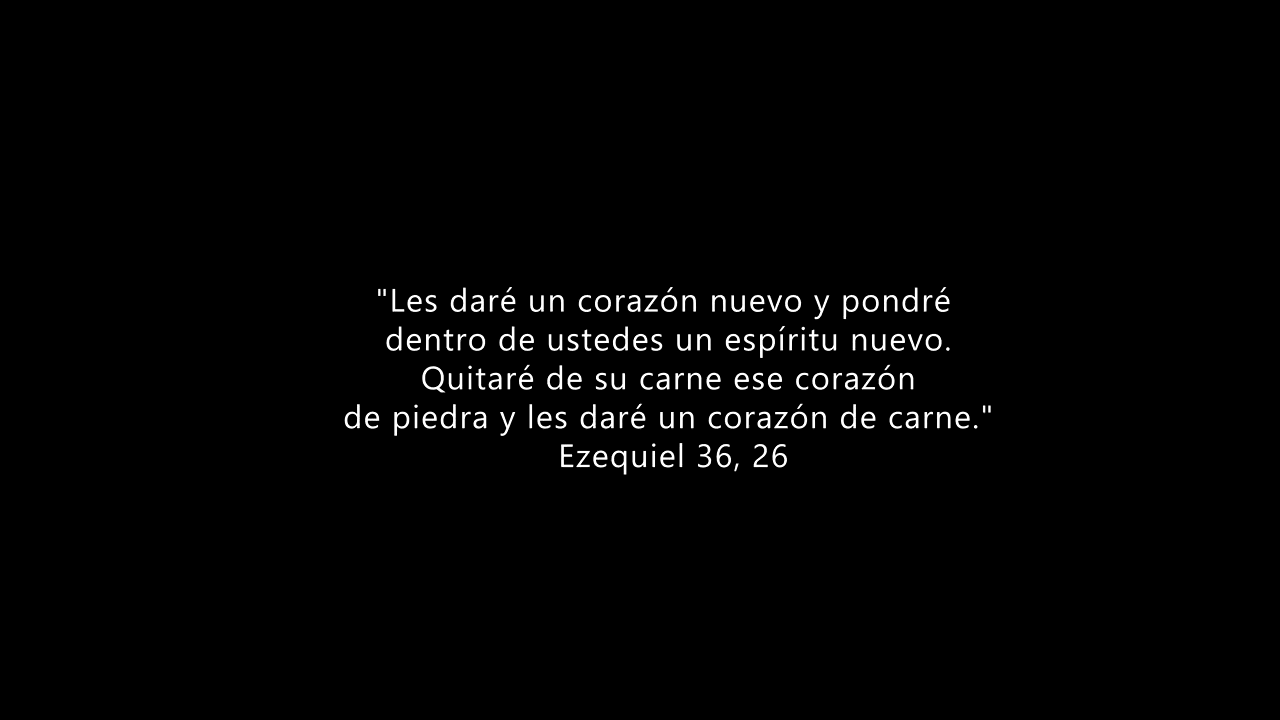 "Les daré un corazón nuevo y pondré
dentro de ustedes un espíritu nuevo.
Quitaré de su carne ese corazón
de piedra y les daré un corazón de carne."
Ezequiel 36, 26